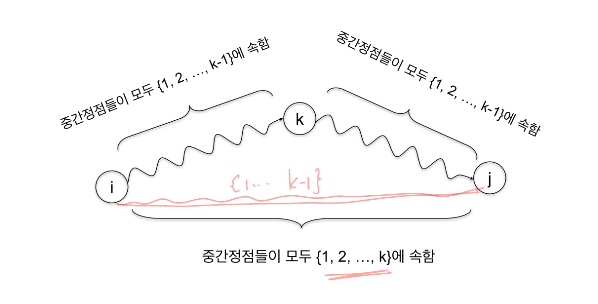 중간정점들이 모두 {1, 2, …, k-1}에 속함
중간정점들이 모두 {1, 2, …, k-1}에 속함
k
i
j
{1... k-1}
중간정점들이 모두 {1, 2, …, k}에 속함